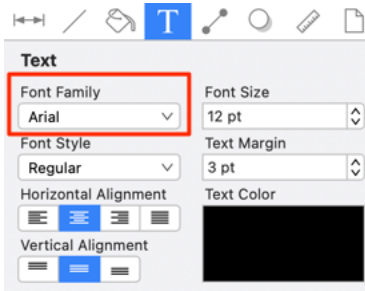 T
Text
Font Family Font Size
Arial 12 pt
Font Style Text Margin
Regular 3 pt
Horizontal Alignment Text Color
Vertical Alignment